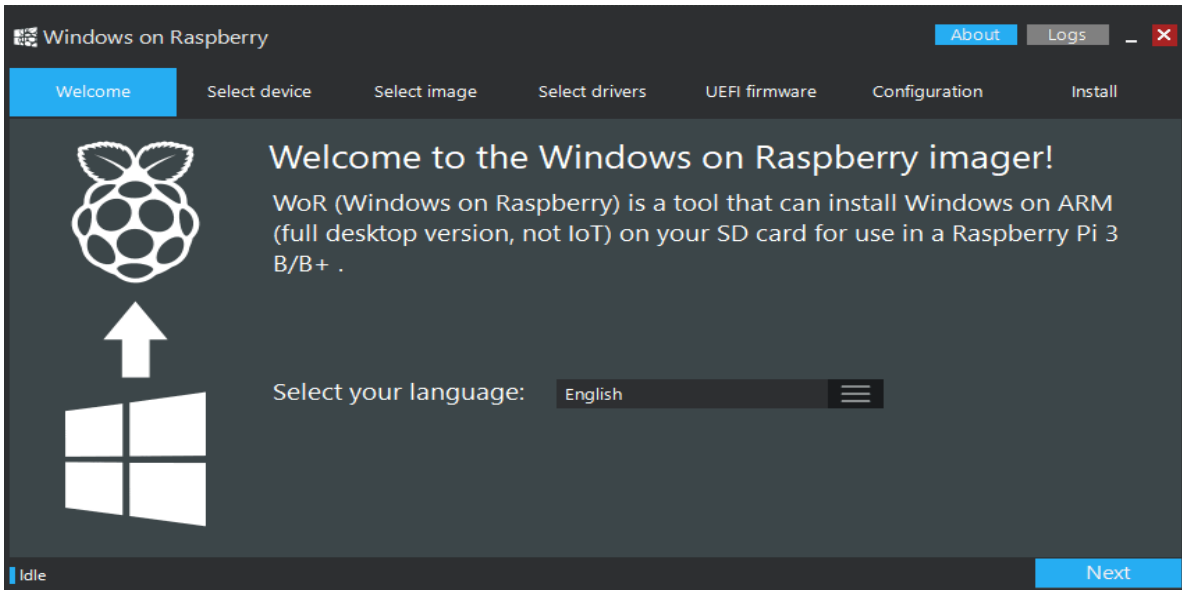 Windows on Raspberry
About
Logs
Welcome
Select device
Select image
Select drivers
UEFI firmware
Configuration
Install
Welcome to the Windows on Raspberry imager!
WoR (Windows on Raspberry) is a tool that can install Windows on ARM
(full desktop version, not IoT) on your SD card for use in a Raspberry Pi 3
B/B+ .
Select your language:
English
Idle
Next